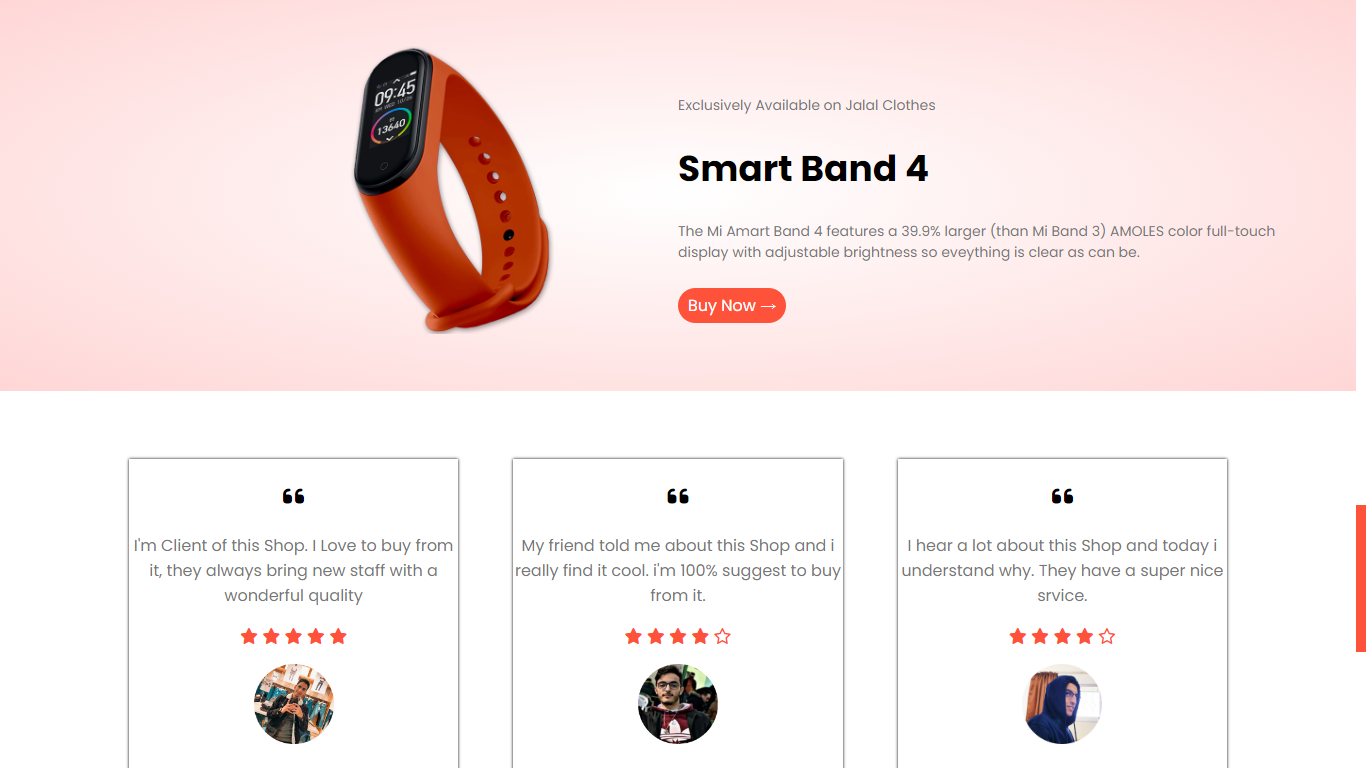 09:45
13640
Exclusively Available on Jalal Clothes
Smart Band 4
The Mi Amart Band 4 features a 39.9% larger (than Mi Band 3) AMOLES color full-touch
display with adjustable brightness so eveything is clear as can be.
Buy Now →
❝
I'm Client of this Shop. I Love to buy from
it, they always bring new staff with a
wonderful quality
❝
My friend told me about this Shop and i
really find it cool. i'm 100% suggest to buy
from it.
❝
I hear a lot about this Shop and today i
understand why. They have a super nice
srvice.